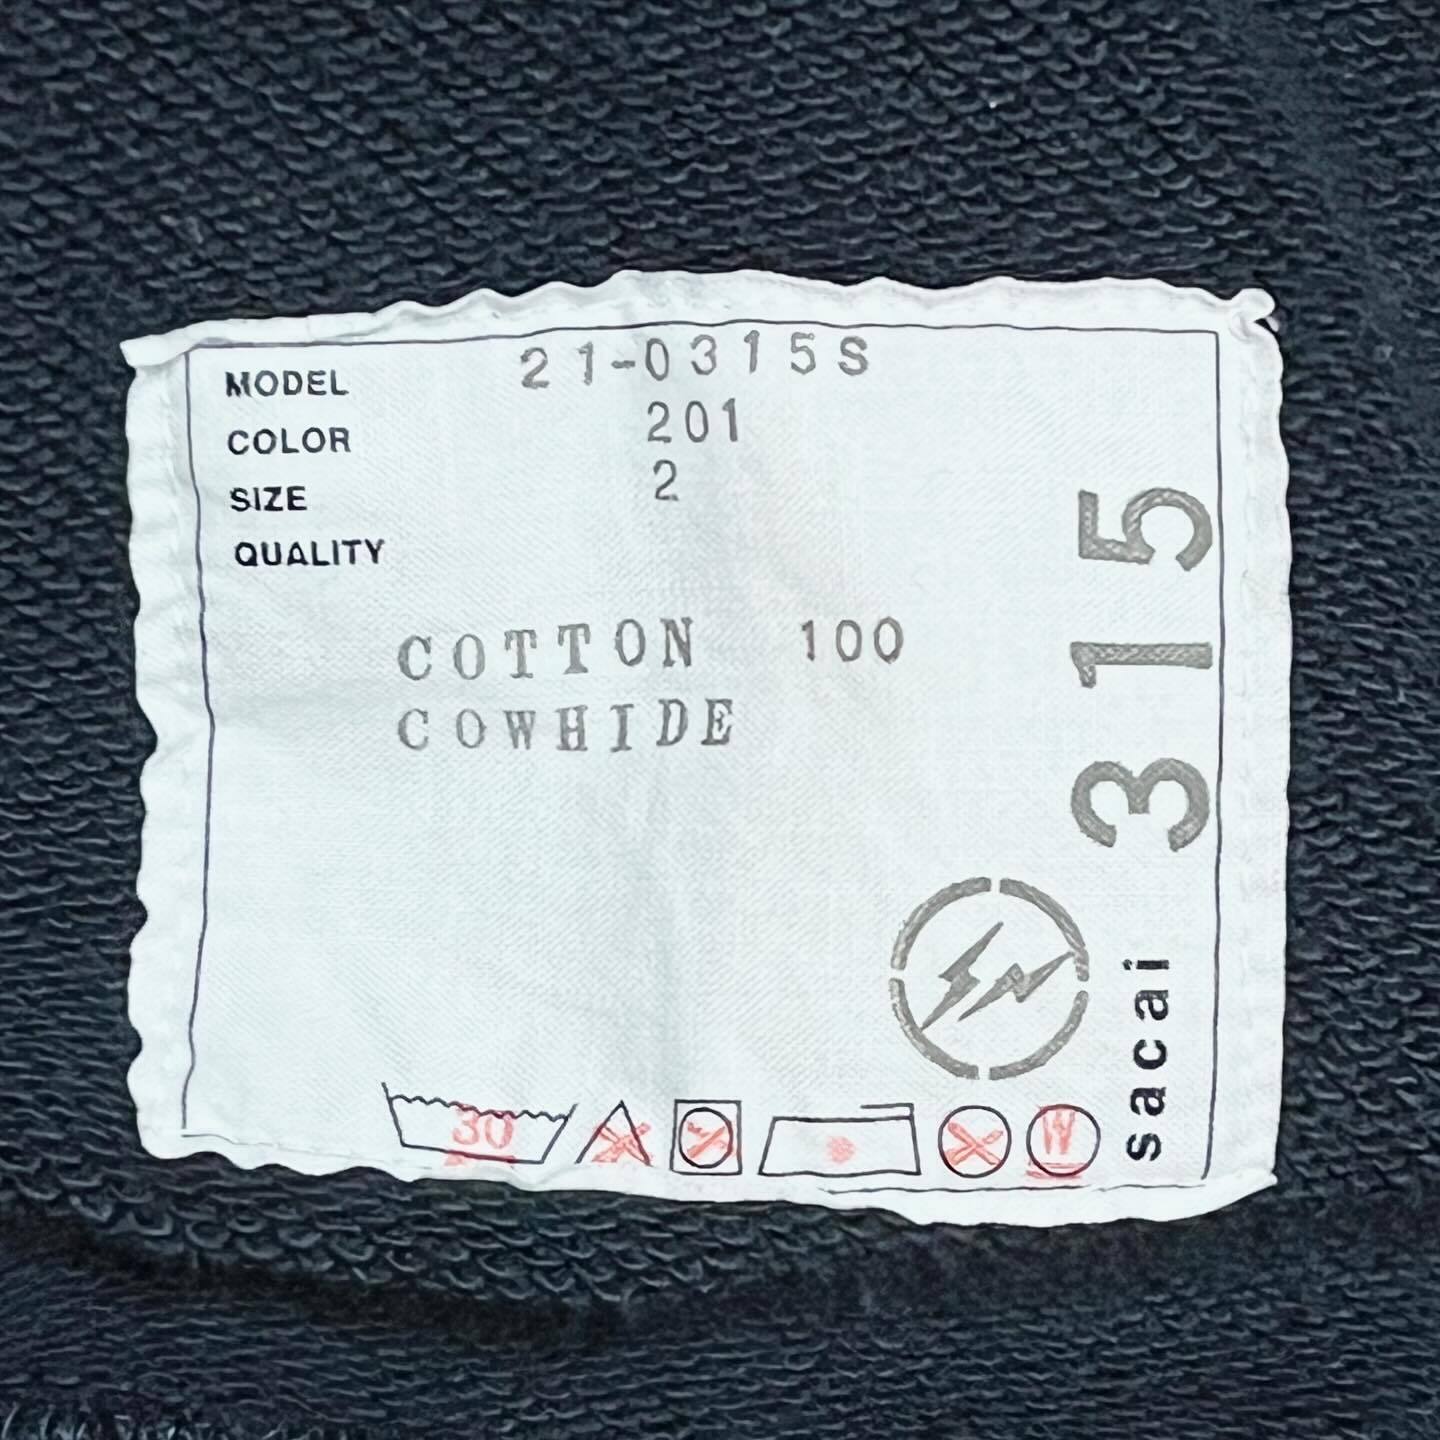 MODEL 21-0315S
COLOR 201
SIZE 2
QUALITY
COTTON 100
COWHIDE
315
sacai
30
W